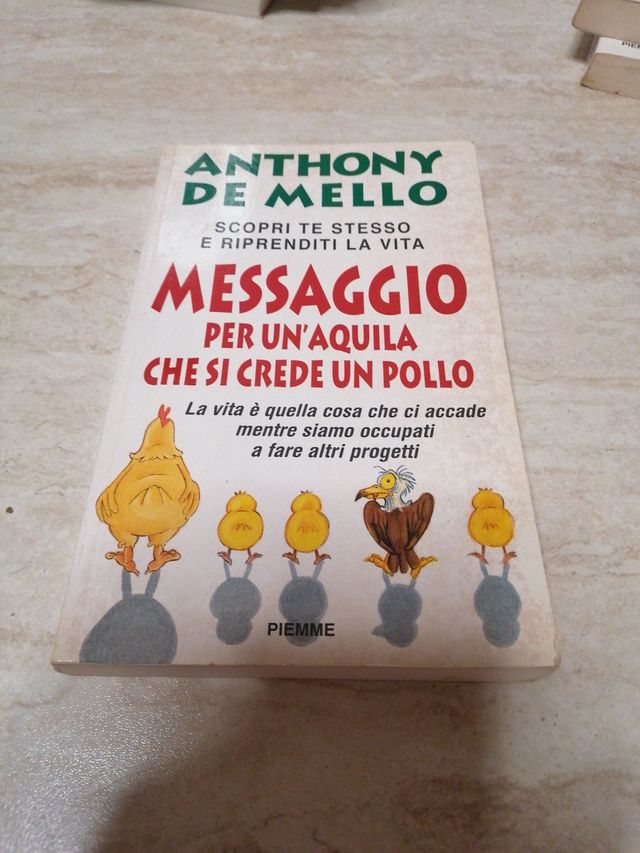 ANTHONY
DE MELLO
SCOPRI TE STESSO
E RIPRENDITI LA VITA
MESSAGGIO
PER UN'AQUILA
CHE SI CREDE UN POLLO
La vita è quella cosa che ci accade
mentre siamo occupati
a fare altri progetti
PIEMME